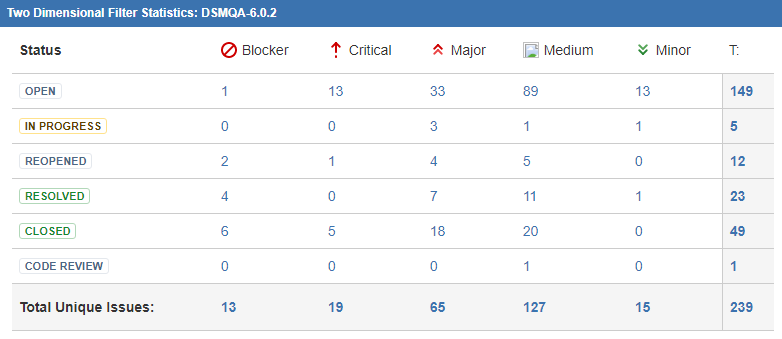 Two Dimensional Filter Statistics: DSMQA-6.0.2
Status Blocker Critical Major Medium Minor T:
OPEN 1 13 33 89 13 149
IN PROGRESS 0 0 3 1 1 5
REOPENED 2 1 4 5 0 12
RESOLVED 4 0 7 11 1 23
CLOSED 6 5 18 20 0 49
CODE REVIEW 0 0 0 1 0 1
Total Unique Issues: 13 19 65 127 15 239